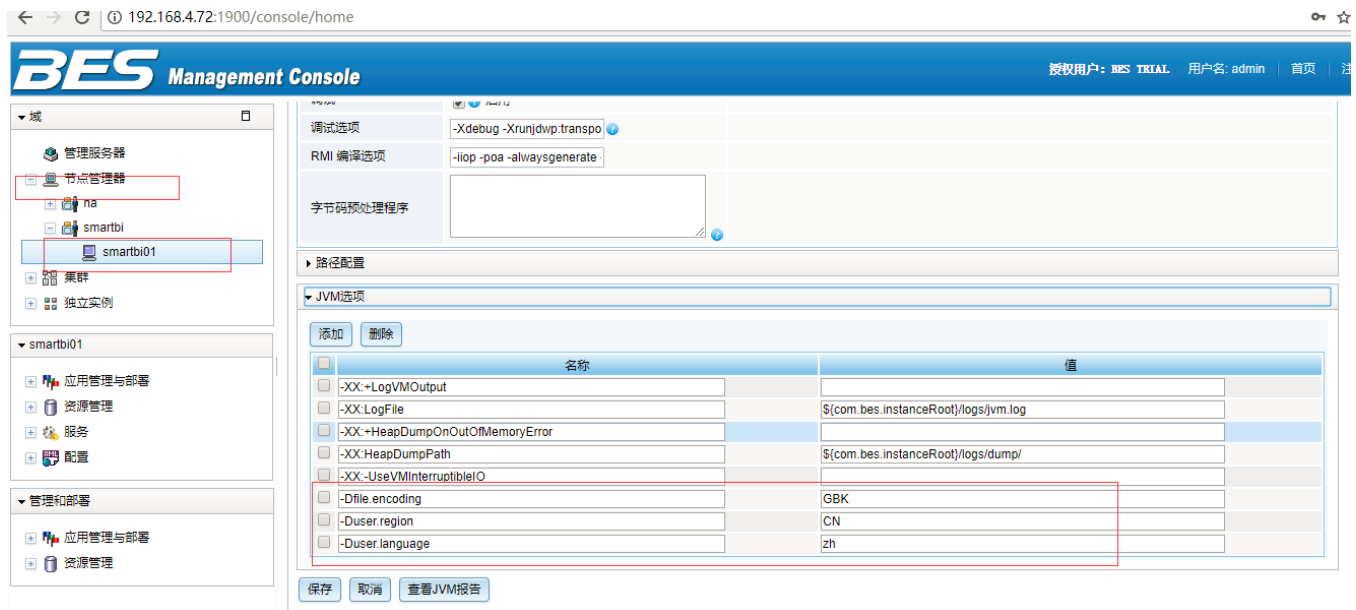 192.168.4.72:1900/console/home
BES Management Console
授权用户: BES TRIAL 用户名: admin 首页
域
管理服务器
节点管理器
na
smartbi
smartbi01
集群
独立实例
smartbi01
应用管理与部署
资源管理
服务
配置
管理和部署
应用管理与部署
资源管理
调试选项 -Xdebug -Xrunjdwp:transpo
RMI 编译选项 -iiop -poa -alwaysgenerate
字节码预处理程序
路径配置
JVM选项
添加 删除
名称 值
-XX:+LogVMOutput
-XX:LogFile ${com.bes.instanceRoot}/logs/jvm.log
-XX:+HeapDumpOnOutOfMemoryError
-XX:HeapDumpPath ${com.bes.instanceRoot}/logs/dump/
-XX:-UseVMInterruptibleIO
-Dfile.encoding GBK
-Duser.region CN
-Duser.language zh
保存 取消 查看JVM报告